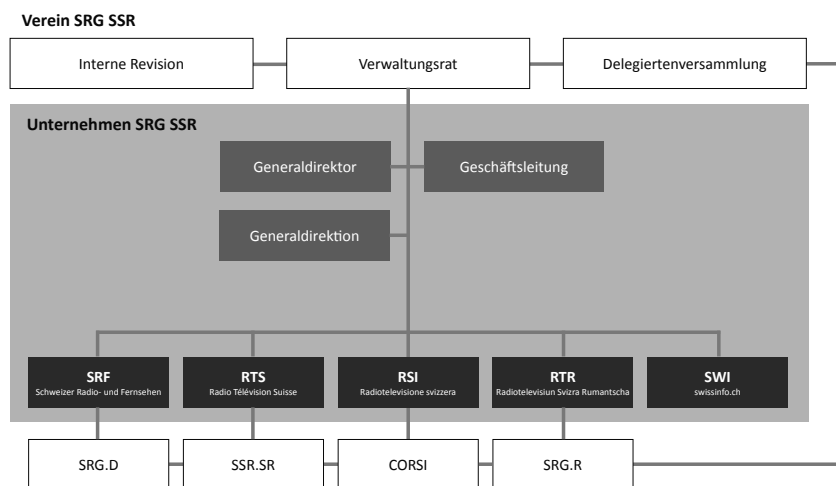 Verein SRG SSR
Interne Revision
Verwaltungsrat
Delegiertenversammlung
Unternehmen SRG SSR
Generaldirektor
Geschäftsleitung
Generaldirektion
SRF
Schweizer Radio- und Fernsehen
RTS
Radio Télévision Suisse
RSI
Radiotelevisione svizzera
RTR
Radiotelevisiun Svizra Rumantscha
SWI
swissinfo.ch
SRG.D
SSR.SR
CORSI
SRG.R